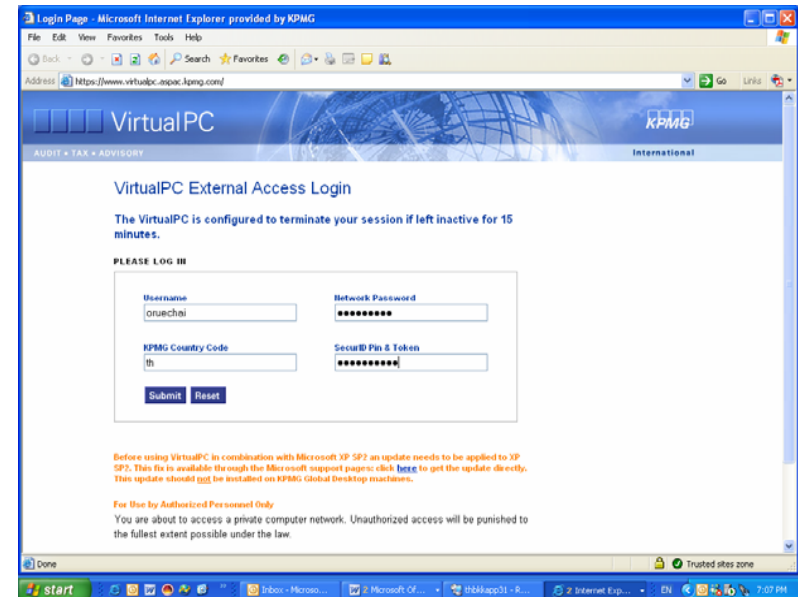 Login Page - Microsoft Internet Explorer provided by KPMG
File Edit View Favorites Tools Help
Back Search Favorites
Address https://www.virtualpc.aspac.kpmg.com/ Go Links
VirtualPC KPMG
AUDIT • TAX • ADVISORY International
VirtualPC External Access Login
The VirtualPC is configured to terminate your session if left inactive for 15
minutes.
PLEASE LOG IN
Username Network Password
oruechai •••••••••
KPMG Country Code SecurID Pin & Token
th ••••••••••
Submit Reset
Before using VirtualPC in combination with Microsoft XP SP2 an update needs to be applied to XP
SP2. This fix is available through the Microsoft support pages: click here to get the update directly.
This update should not be installed on KPMG Global Desktop machines.
For Use by Authorized Personnel Only
You are about to access a private computer network. Unauthorized access will be punished to
the fullest extent possible under the law.
Done Trusted sites zone
start Inbox - Microso... 2 Microsoft Of... thbkkapp31 - R... 2 Internet Exp... EN 7:07 PM